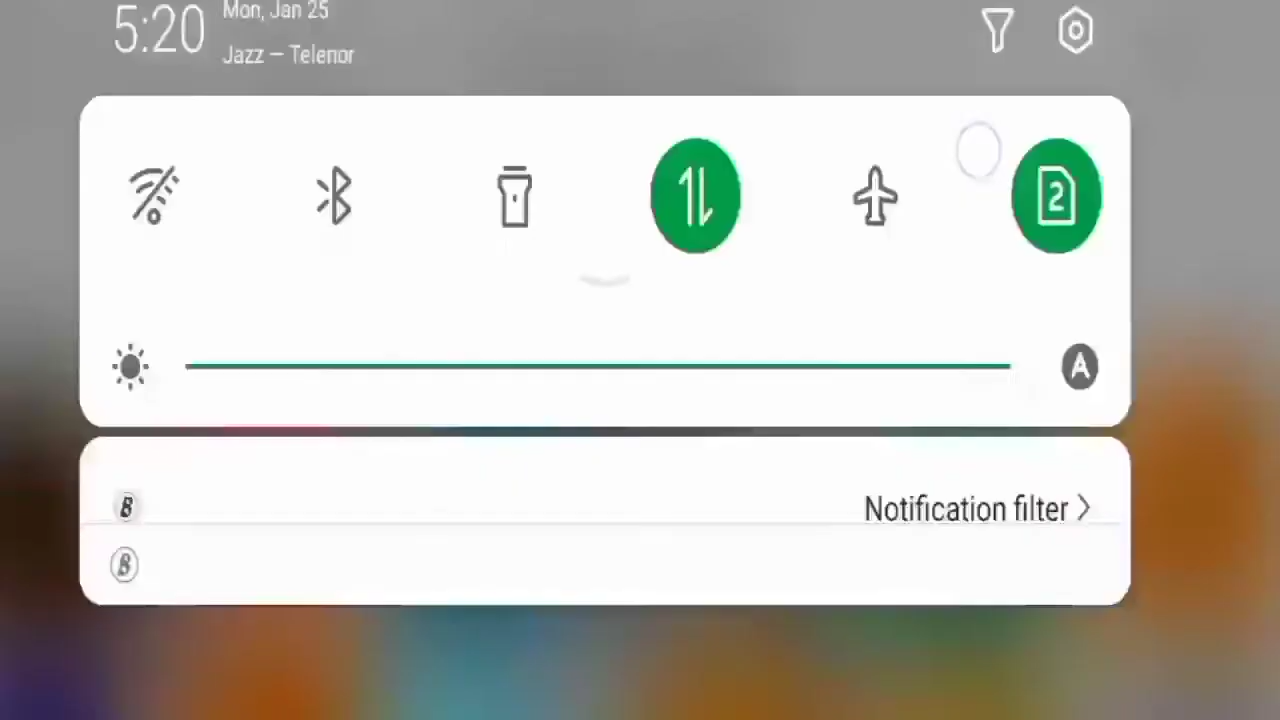 5:20
Mon, Jan 25
Jazz — Telenor
2
A
B
Notification filter
B